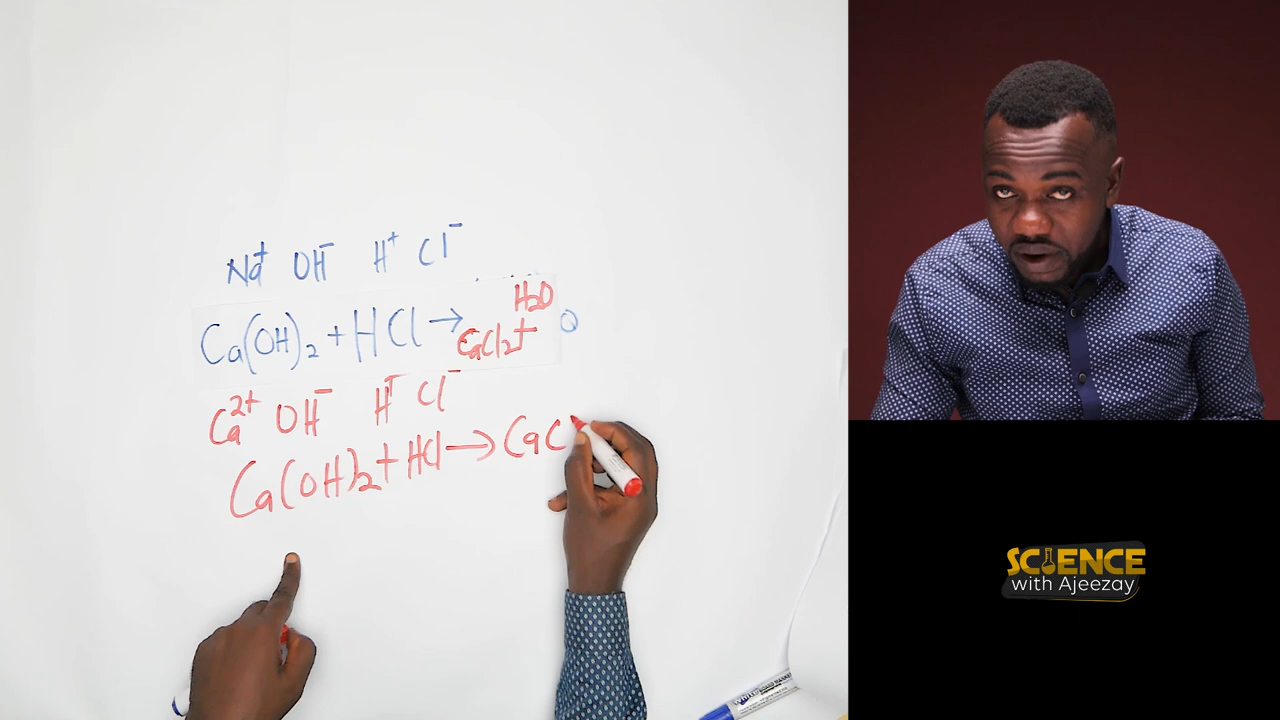 Na⁺ OH⁻ H⁺ Cl⁻
H₂O
Ca(OH)₂ + HCl → CaCl₂ +
Ca²⁺ OH⁻ H⁺ Cl⁻
Ca(OH)₂ + HCl → CaC
SCIENCE
with Ajeezay